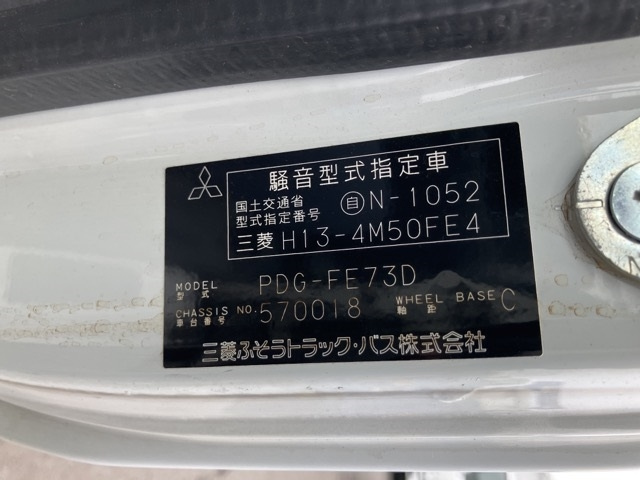 騒音型式指定車
国土交通省
型式指定番号
自N-1052
三菱 H13-4M50FE4
MODEL
型式
PDG-FE73D
CHASSIS NO.
車台番号
570018
WHEEL BASE
軸距
C
三菱ふそうトラック・バス株式会社